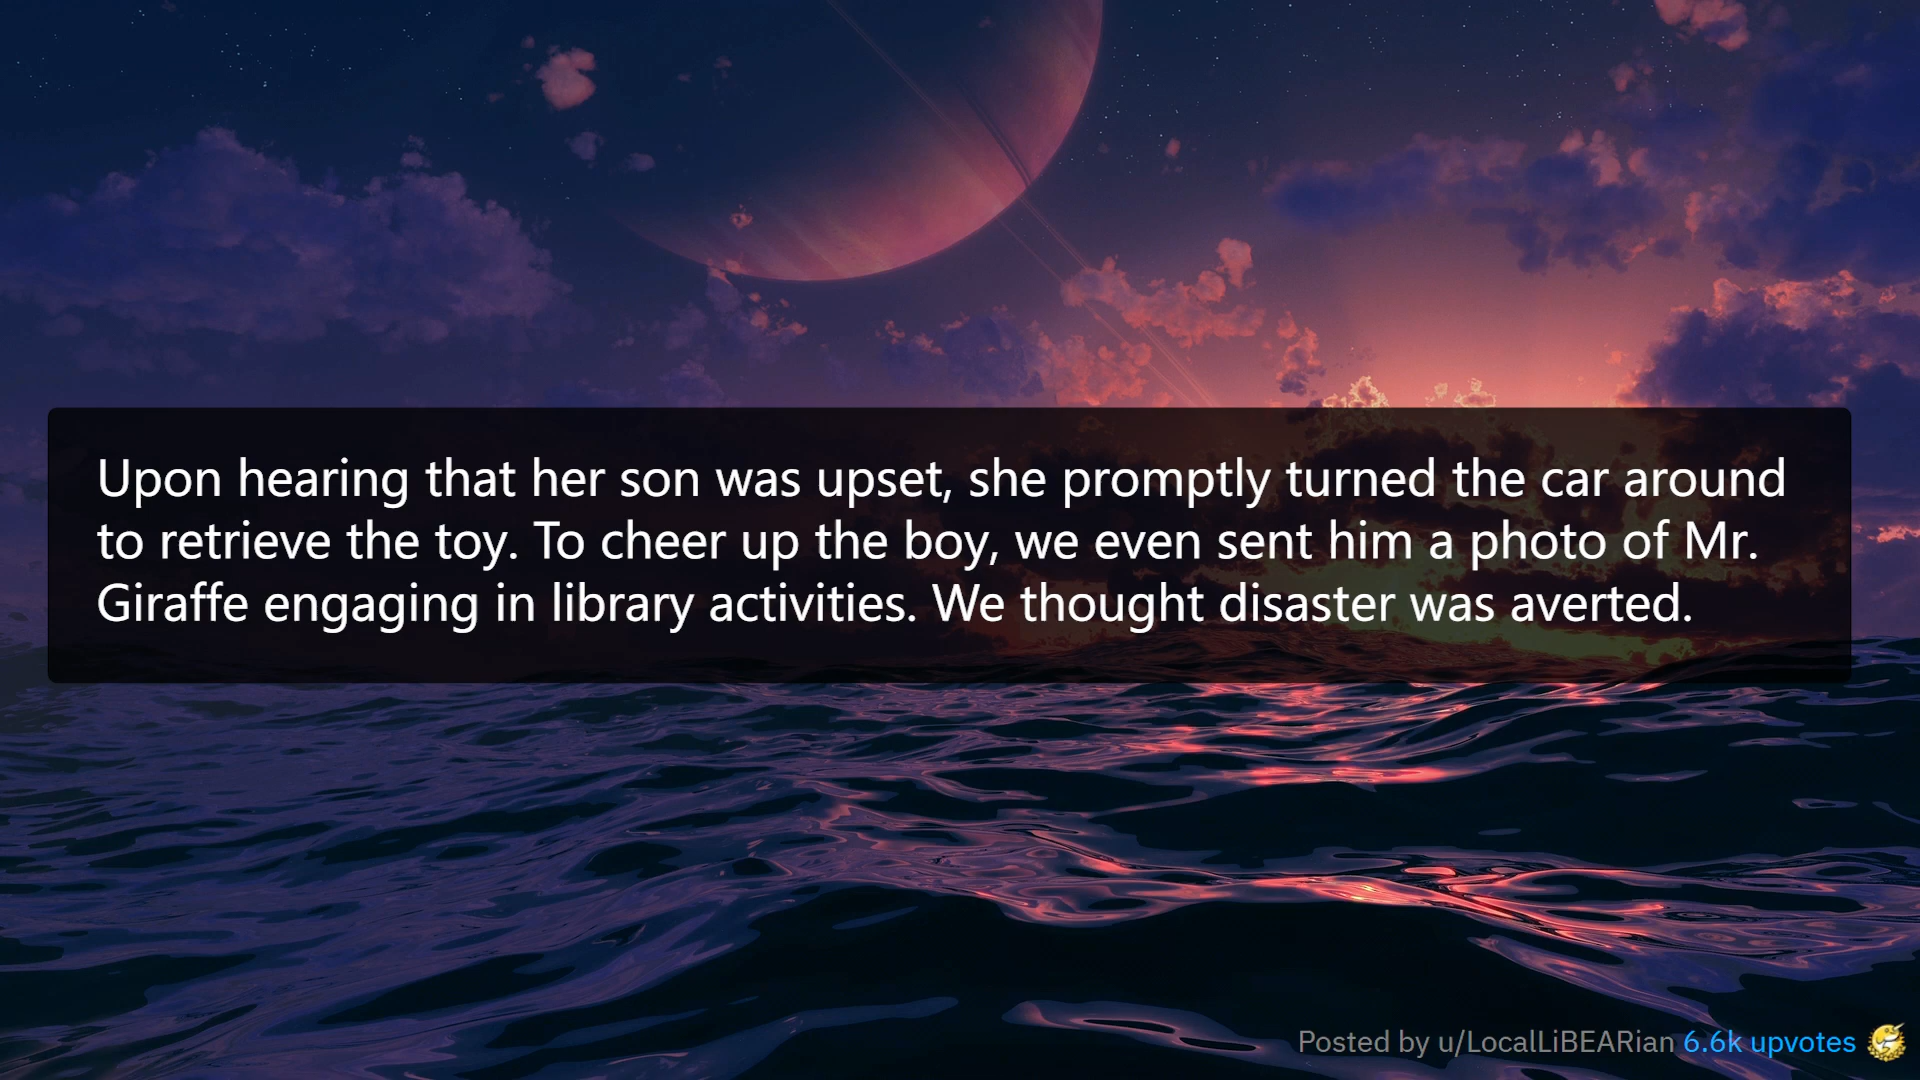 Upon hearing that her son was upset, she promptly turned the car around
to retrieve the toy. To cheer up the boy, we even sent him a photo of Mr.
Giraffe engaging in library activities. We thought disaster was averted.
Posted by u/LocalLiBEARian 6.6k upvotes